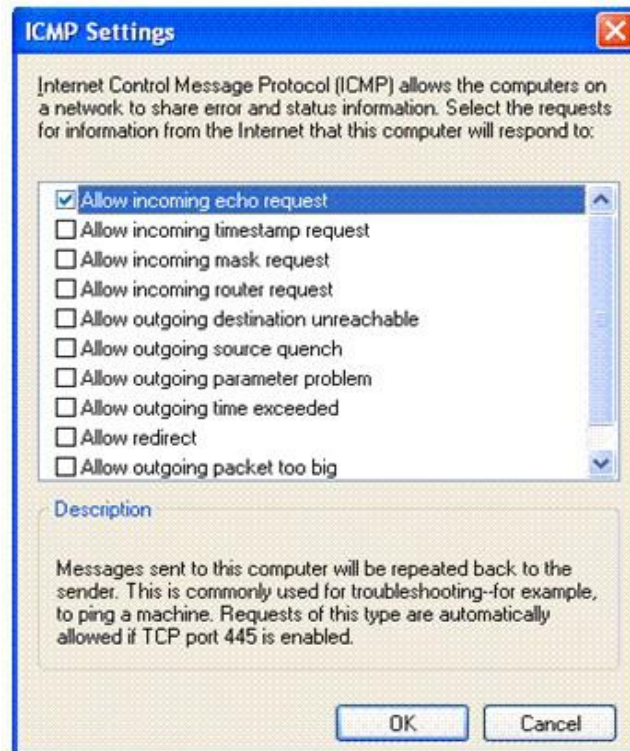 ICMP Settings
Internet Control Message Protocol (ICMP) allows the computers on
a network to share error and status information. Select the requests
for information from the Internet that this computer will respond to:
Allow incoming echo request
Allow incoming timestamp request
Allow incoming mask request
Allow incoming router request
Allow outgoing destination unreachable
Allow outgoing source quench
Allow outgoing parameter problem
Allow outgoing time exceeded
Allow redirect
Allow outgoing packet too big
Description
Messages sent to this computer will be repeated back to the
sender. This is commonly used for troubleshooting--for example,
to ping a machine. Requests of this type are automatically
allowed if TCP port 445 is enabled.
OK
Cancel